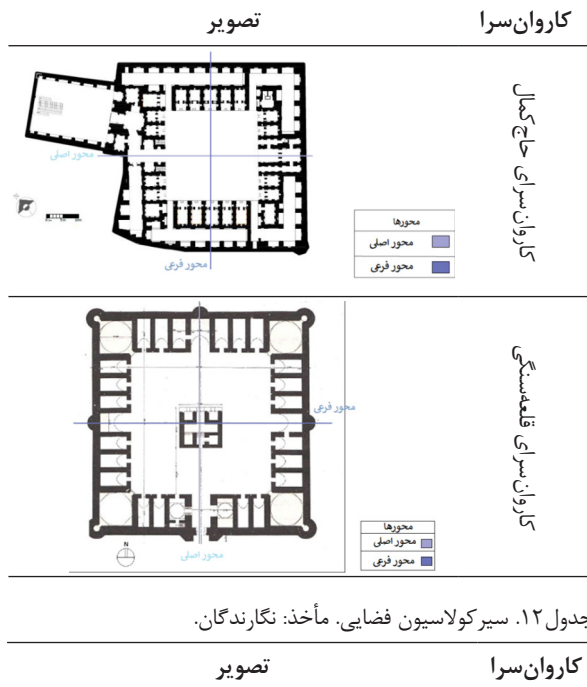 کاروان‌سرا تصویر
کاروان‌سرای حاج‌کمال
محور اصلی
محور فرعی
محورها
محور اصلی
محور فرعی
کاروان‌سرای قلعه‌سنگی
محور فرعی
محور اصلی
N
محورها
محور اصلی
محور فرعی
جدول۱۲. سیرکولاسیون فضایی. مأخذ: نگارندگان.
کاروان‌سرا تصویر